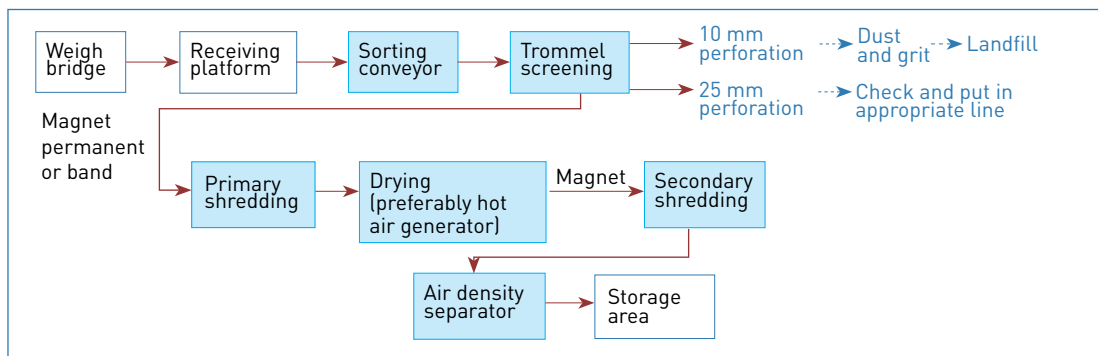 Weigh
bridge
Receiving
platform
Sorting
conveyor
Trommel
screening
10 mm
perforation
Dust
and grit
Landfill
25 mm
perforation
Check and put in
appropriate line
Magnet
permanent
or band
Primary
shredding
Drying
(preferably hot
air generator)
Magnet
Secondary
shredding
Air density
separator
Storage
area